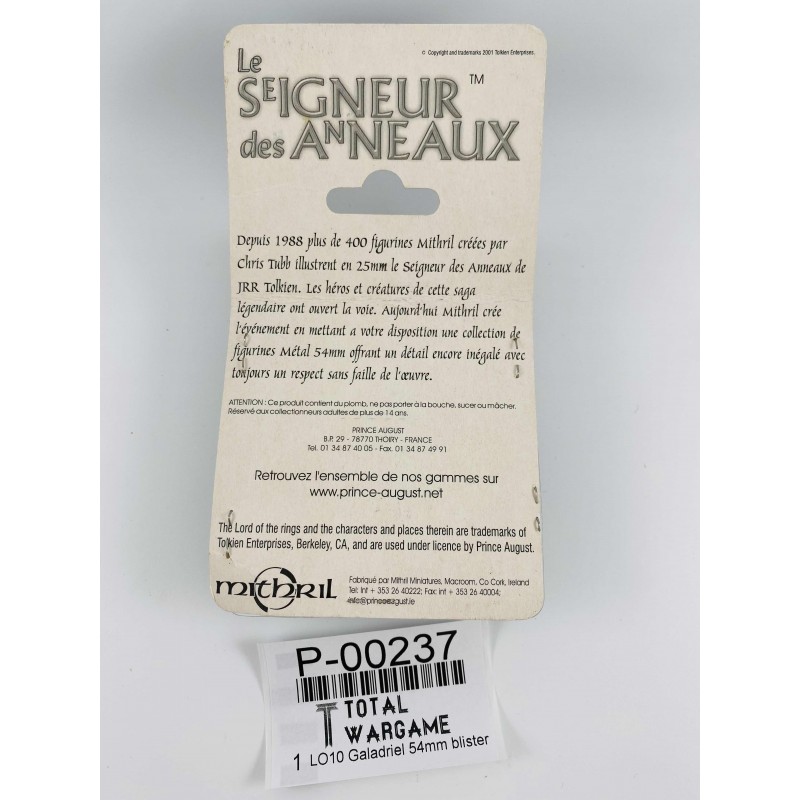 © Copyright and trademarks 2001 Tolkien Enterprises.
Le
SEIGNEUR ™
des ANNEAUX
Depuis 1988 plus de 400 figurines Mithril créées par
Chris Tubb illustrent en 25mm le Seigneur des Anneaux de
JRR Tolkien. Les héros et créatures de cette saga
légendaire ont ouvert la voie. Aujourd'hui Mithril crée
l'événement en mettant a votre disposition une collection de
figurines Métal 54mm offrant un détail encore inégalé avec
toujours un respect sans faille de l'œuvre.
ATTENTION : Ce produit contient du plomb, ne pas porter à la bouche, sucer ou mâcher.
Réservé aux collectionneurs adultes de plus de 14 ans.
PRINCE AUGUST
B.P. 29 - 78770 THOIRY - FRANCE
Tel. 01 34 87 40 05 - Fax. 01 34 87 49 91
Retrouvez l'ensemble de nos gammes sur
www.prince-august.net
The Lord of the rings and the characters and places therein are trademarks of
Tolkien Enterprises, Berkeley, CA, and are used under licence by Prince August.
mithril
Fabriqué par Mithril Miniatures, Macroom, Co Cork, Ireland
Tel: Int + 353 26 40222; Fax: int + 353 26 40004;
info@princeaugust.ie
P-00237
TOTAL
WARGAME
1 LO10 Galadriel 54mm blister